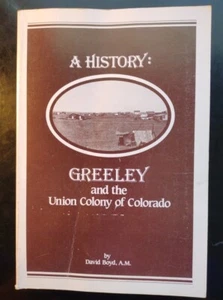 A HISTORY:
GREELEY
and the
Union Colony of Colorado
by
David Boyd, A.M.